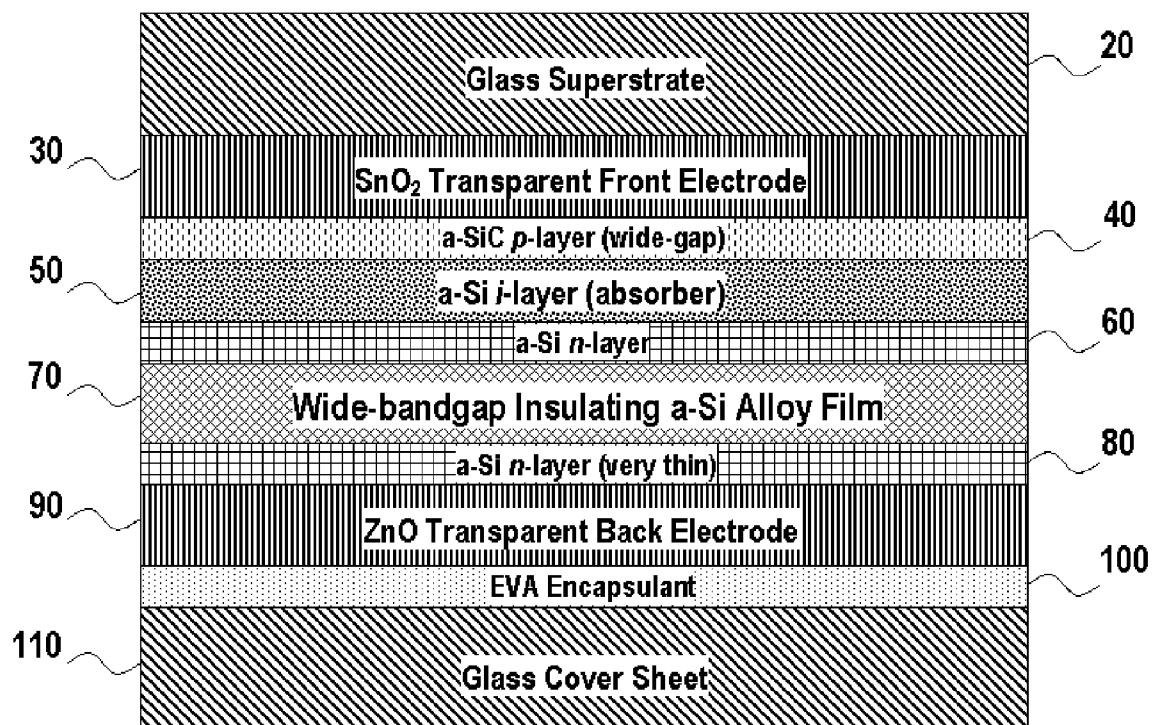 Glass Superstrate
20
30
SnO₂ Transparent Front Electrode
40
a-SiC p-layer (wide-gap)
50
a-Si i-layer (absorber)
60
a-Si n-layer
70
Wide-bandgap Insulating a-Si Alloy Film
80
a-Si n-layer (very thin)
90
ZnO Transparent Back Electrode
100
EVA Encapsulant
110
Glass Cover Sheet